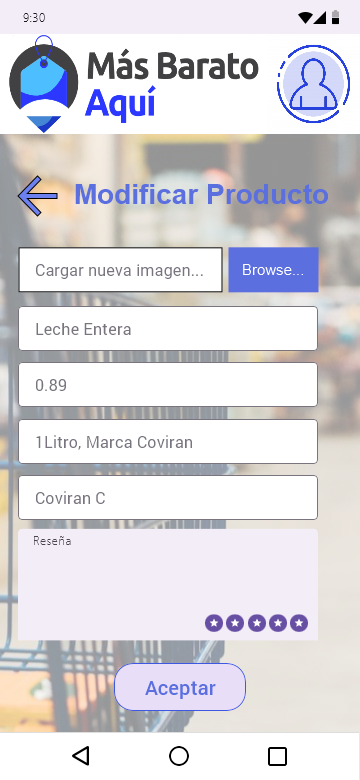 9:30
Más Barato
Aquí
Modificar Producto
Cargar nueva imagen... Browse...
Leche Entera
0.89
1Litro, Marca Coviran
Coviran C
Reseña
Aceptar